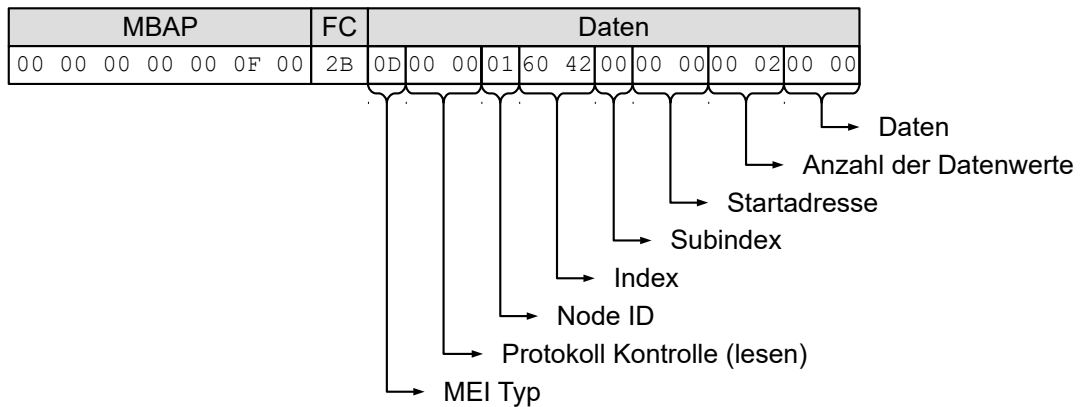 MBAP FC Daten
00 00 00 00 00 0F 00 2B 0D 00 00 01 60 42 00 00 00 00 02 00 00
Daten
Anzahl der Datenwerte
Startadresse
Subindex
Index
Node ID
Protokoll Kontrolle (lesen)
MEI Typ